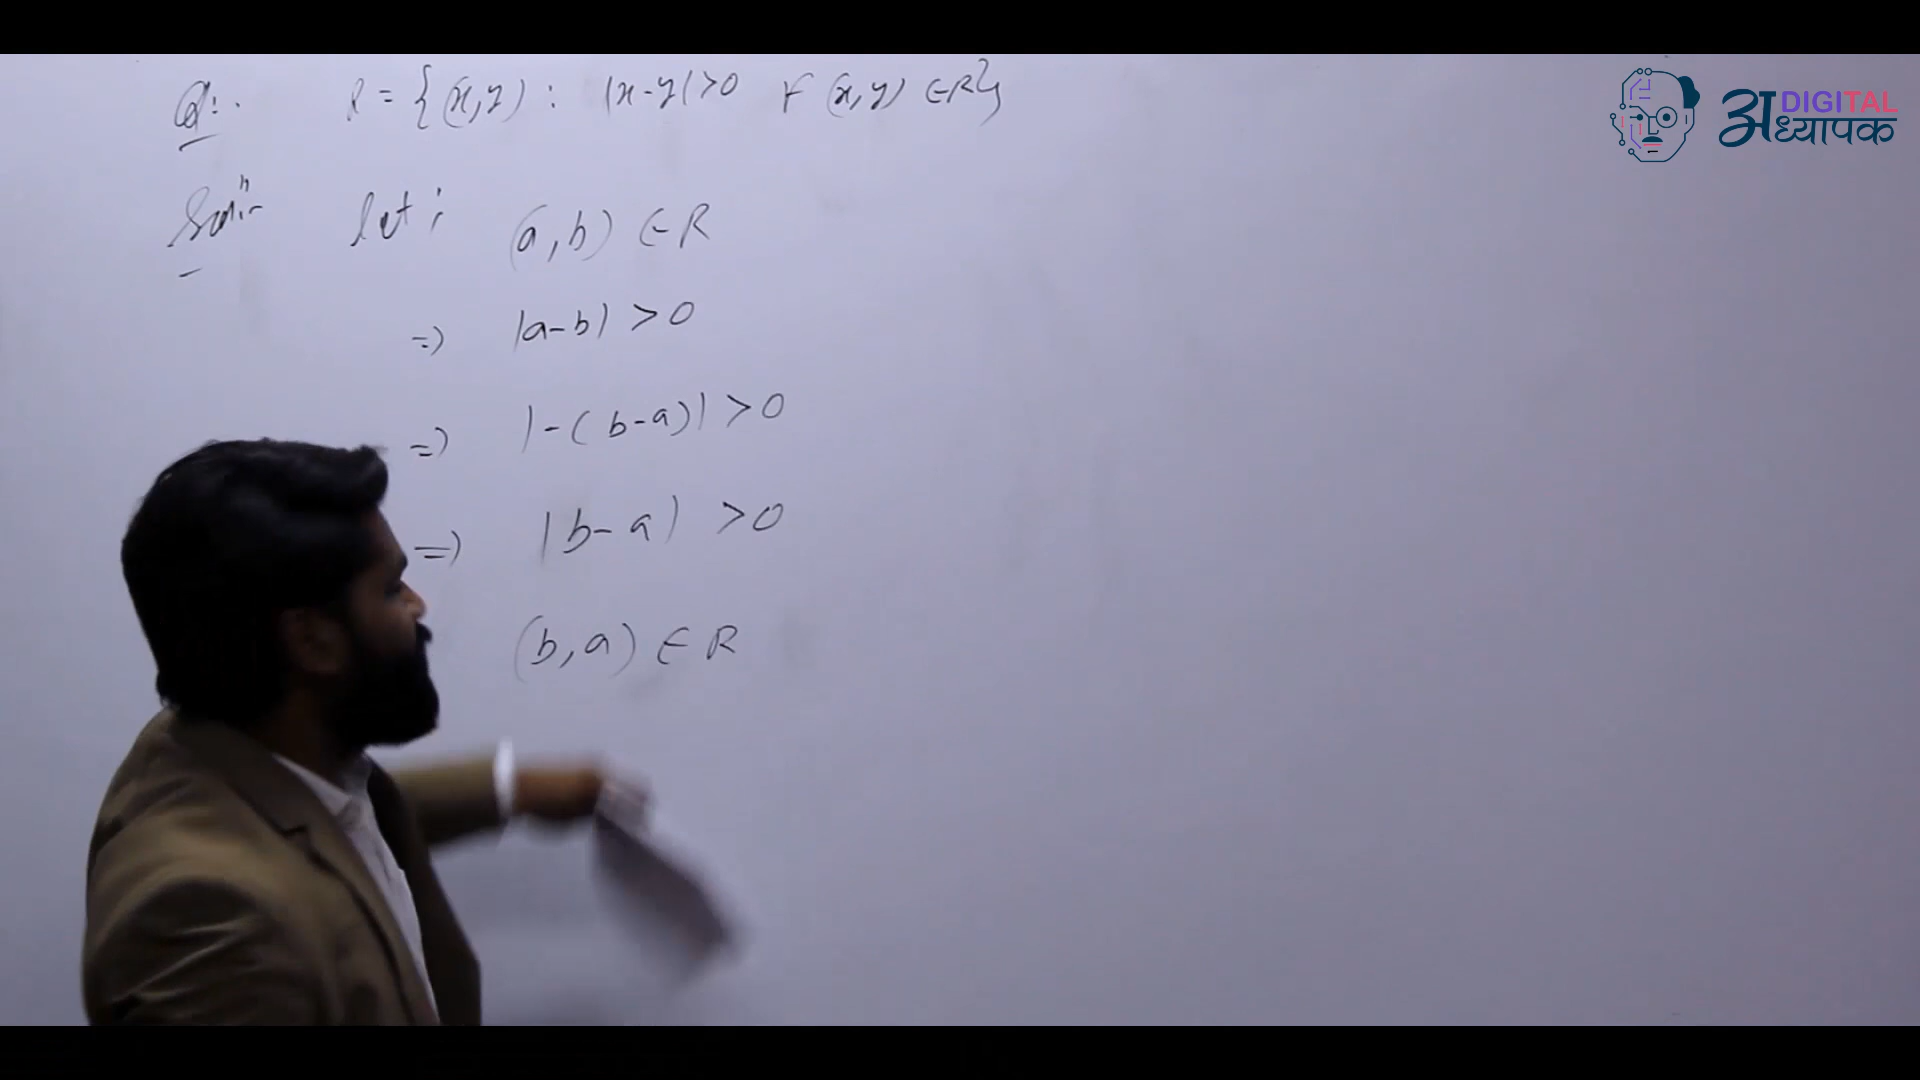 Q:. R = {(x,y) : |x-y|>0 ∀ (x,y) ∈R}
Solⁿ:- let; (a,b) ∈ R
=) |a-b| > 0
=) |-(b-a)| > 0
=) |b-a| > 0
(b,a) ∈ R
अध्यापक DIGITAL